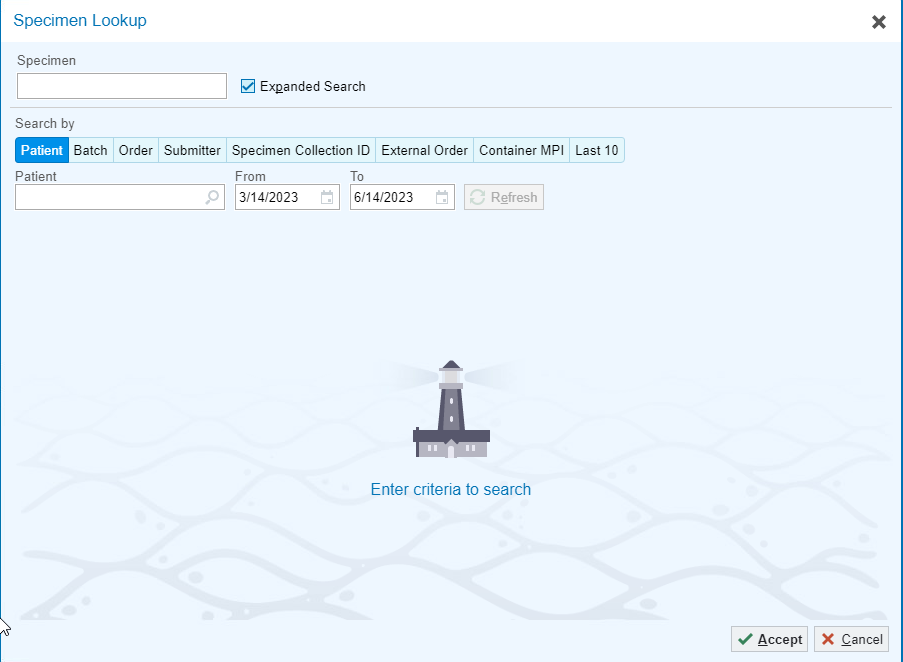 Specimen Lookup
Specimen
Expanded Search
Search by
Patient Batch Order Submitter Specimen Collection ID External Order Container MPI Last 10
Patient From To
3/14/2023 6/14/2023 Refresh
Enter criteria to search
Accept Cancel